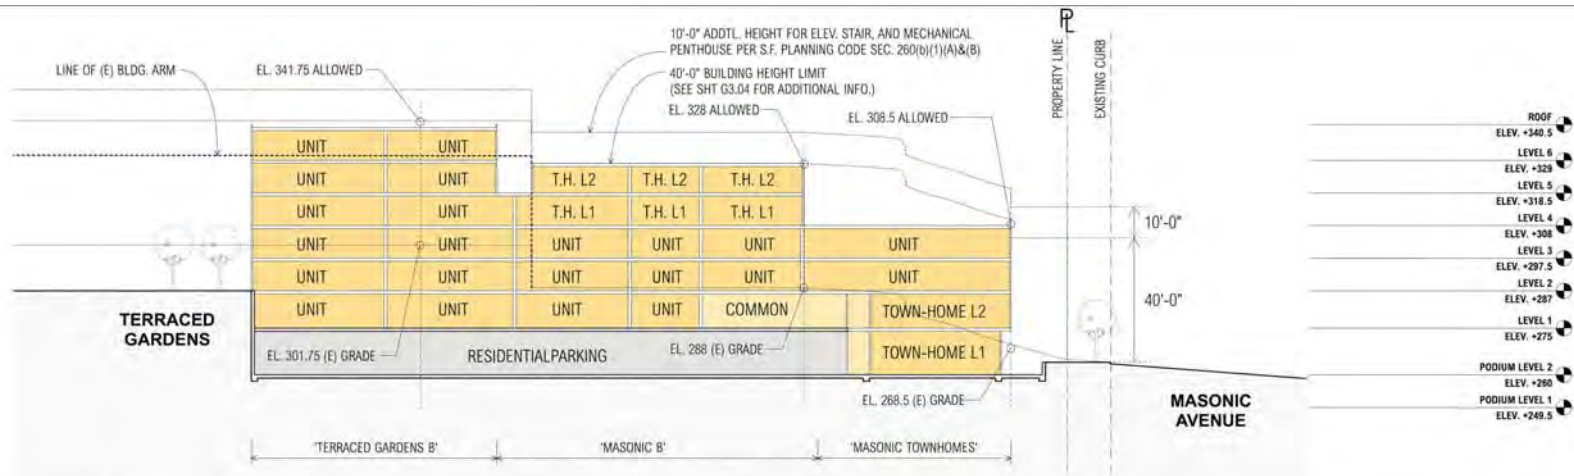 PL
10'-0" ADDTL. HEIGHT FOR ELEV. STAIR, AND MECHANICAL
PENTHOUSE PER S.F. PLANNING CODE SEC. 260(b)(1)(A)&(B)
LINE OF (E) BLDG. ARM
EL. 341.75 ALLOWED
40'-0" BUILDING HEIGHT LIMIT
(SEE SHT G3.04 FOR ADDITIONAL INFO.)
EL. 328 ALLOWED
EL. 308.5 ALLOWED
PROPERTY LINE
EXISTING CURB
ROOF
ELEV. +340.5
LEVEL 6
ELEV. +329
LEVEL 5
ELEV. +318.5
LEVEL 4
ELEV. +308
LEVEL 3
ELEV. +297.5
LEVEL 2
ELEV. +287
LEVEL 1
ELEV. +275
PODIUM LEVEL 2
ELEV. +260
PODIUM LEVEL 1
ELEV. +249.5
UNIT UNIT
UNIT UNIT T.H. L2 T.H. L2 T.H. L2
UNIT UNIT T.H. L1 T.H. L1 T.H. L1
10'-0"
UNIT UNIT UNIT UNIT UNIT UNIT
UNIT UNIT UNIT UNIT UNIT UNIT
40'-0"
UNIT UNIT UNIT UNIT COMMON TOWN-HOME L2
TERRACED
GARDENS
EL. 301.75 (E) GRADE
RESIDENTIALPARKING
EL. 288 (E) GRADE
TOWN-HOME L1
EL. 268.5 (E) GRADE
MASONIC
AVENUE
'TERRACED GARDENS B'
'MASONIC B'
'MASONIC TOWNHOMES'